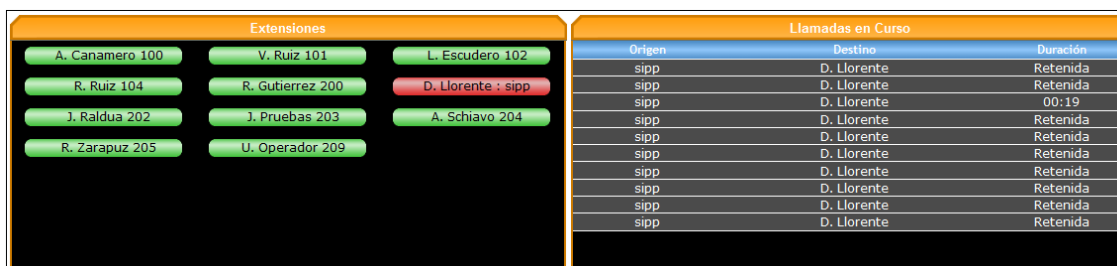 Extensiones
A. Canamero 100 V. Ruiz 101 L. Escudero 102
R. Ruiz 104 R. Gutierrez 200 D. Llorente : sipp
J. Raldua 202 J. Pruebas 203 A. Schiavo 204
R. Zarapuz 205 U. Operador 209
Llamadas en Curso
Origen Destino Duración
sipp D. Llorente Retenida
sipp D. Llorente Retenida
sipp D. Llorente 00:19
sipp D. Llorente Retenida
sipp D. Llorente Retenida
sipp D. Llorente Retenida
sipp D. Llorente Retenida
sipp D. Llorente Retenida
sipp D. Llorente Retenida
sipp D. Llorente Retenida